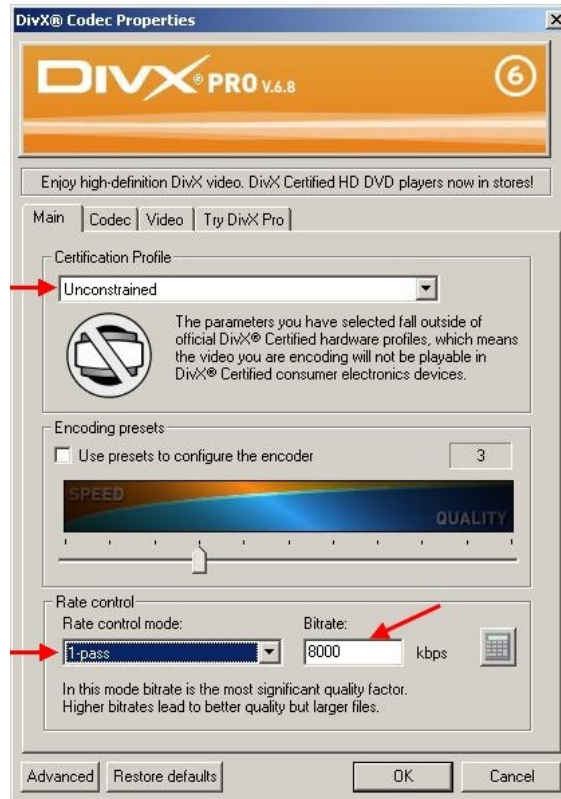 DivX® Codec Properties
DIVX® PRO V.6.8
6
Enjoy high-definition DivX video. DivX Certified HD DVD players now in stores!
Main Codec Video Try DivX Pro
Certification Profile
Unconstrained
The parameters you have selected fall outside of
official DivX® Certified hardware profiles, which means
the video you are encoding will not be playable in
DivX® Certified consumer electronics devices.
Encoding presets
Use presets to configure the encoder 3
SPEED
QUALITY
Rate control
Rate control mode: Bitrate:
1-pass 8000 kbps
In this mode bitrate is the most significant quality factor.
Higher bitrates lead to better quality but larger files.
Advanced Restore defaults OK Cancel